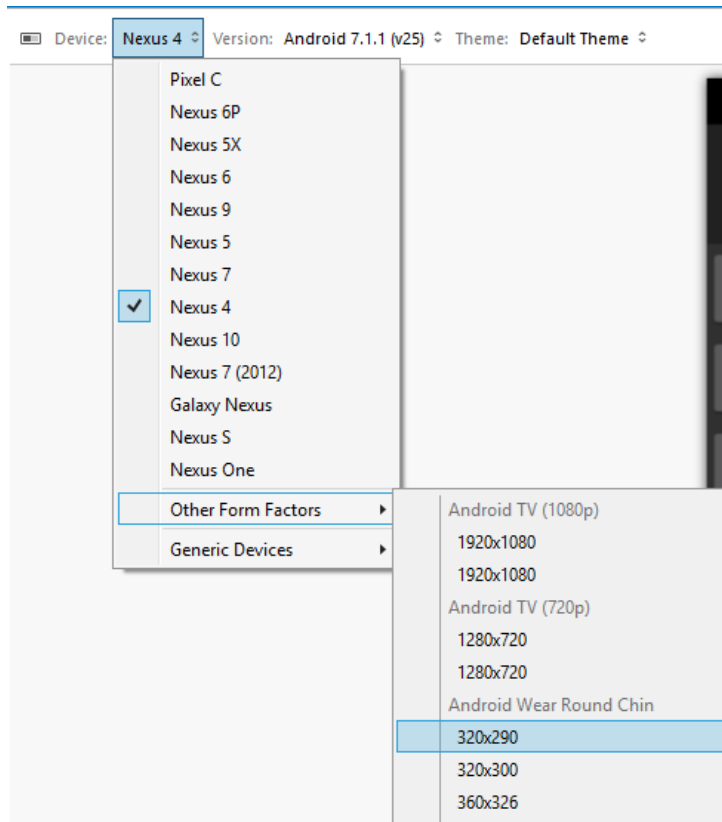 Device: Nexus 4 Version: Android 7.1.1 (v25) Theme: Default Theme
Pixel C
Nexus 6P
Nexus 5X
Nexus 6
Nexus 9
Nexus 5
Nexus 7
Nexus 4
Nexus 10
Nexus 7 (2012)
Galaxy Nexus
Nexus S
Nexus One
Other Form Factors
Generic Devices
Android TV (1080p)
1920x1080
1920x1080
Android TV (720p)
1280x720
1280x720
Android Wear Round Chin
320x290
320x300
360x326